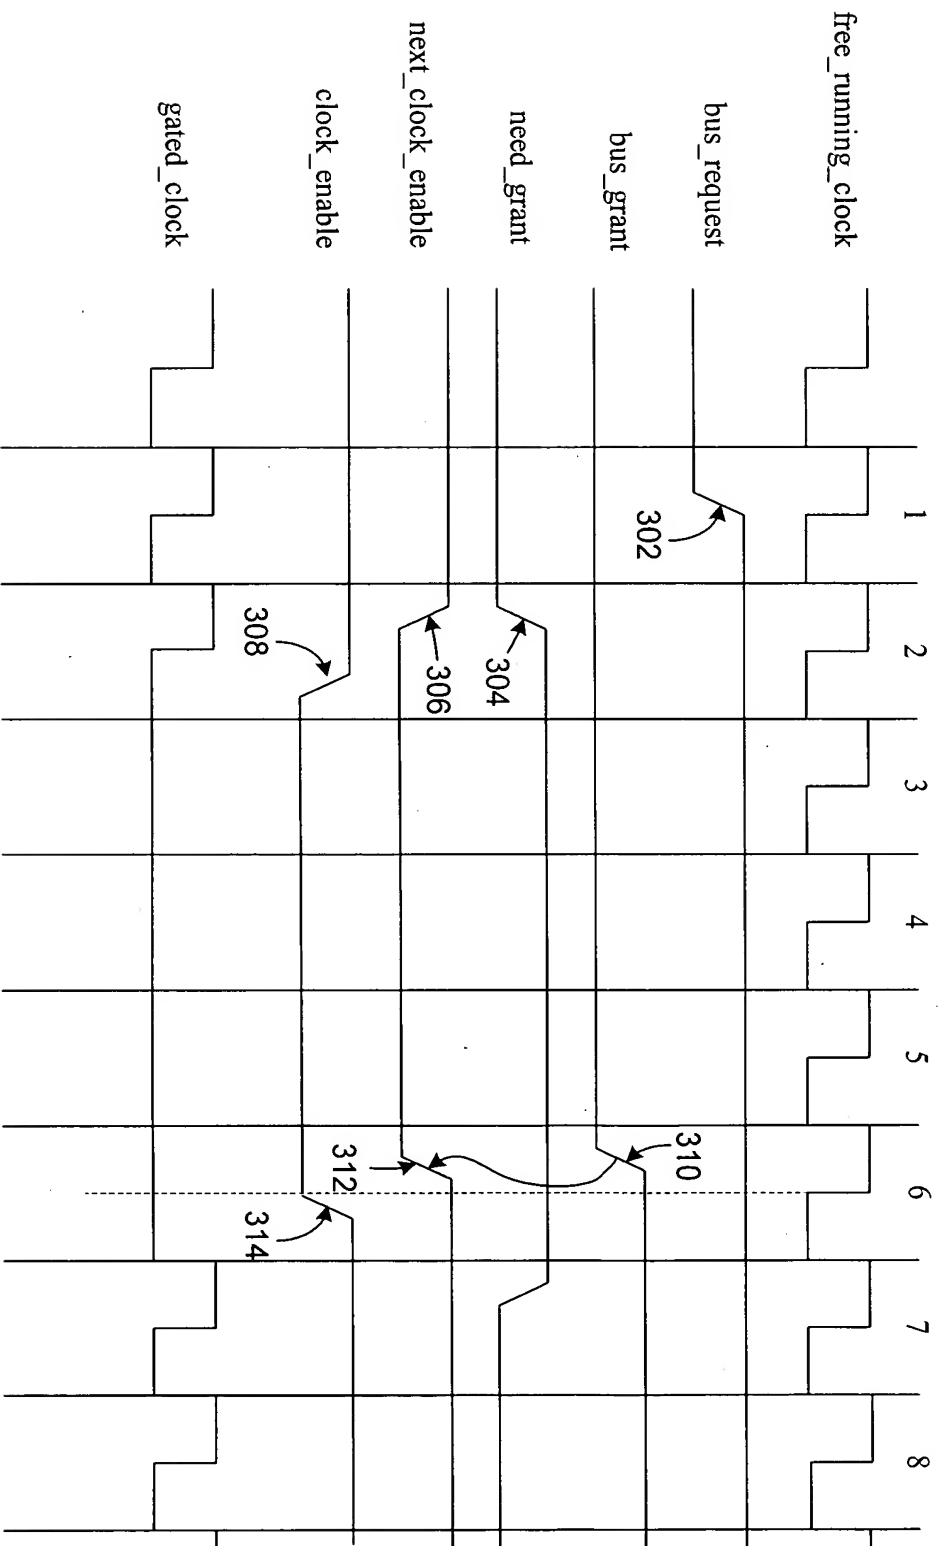 1 2 3 4 5 6 7 8
free_running_clock
bus_request
302
310
bus_grant
need_grant
304
next_clock_enable
306
312
clock_enable
308
314
gated_clock